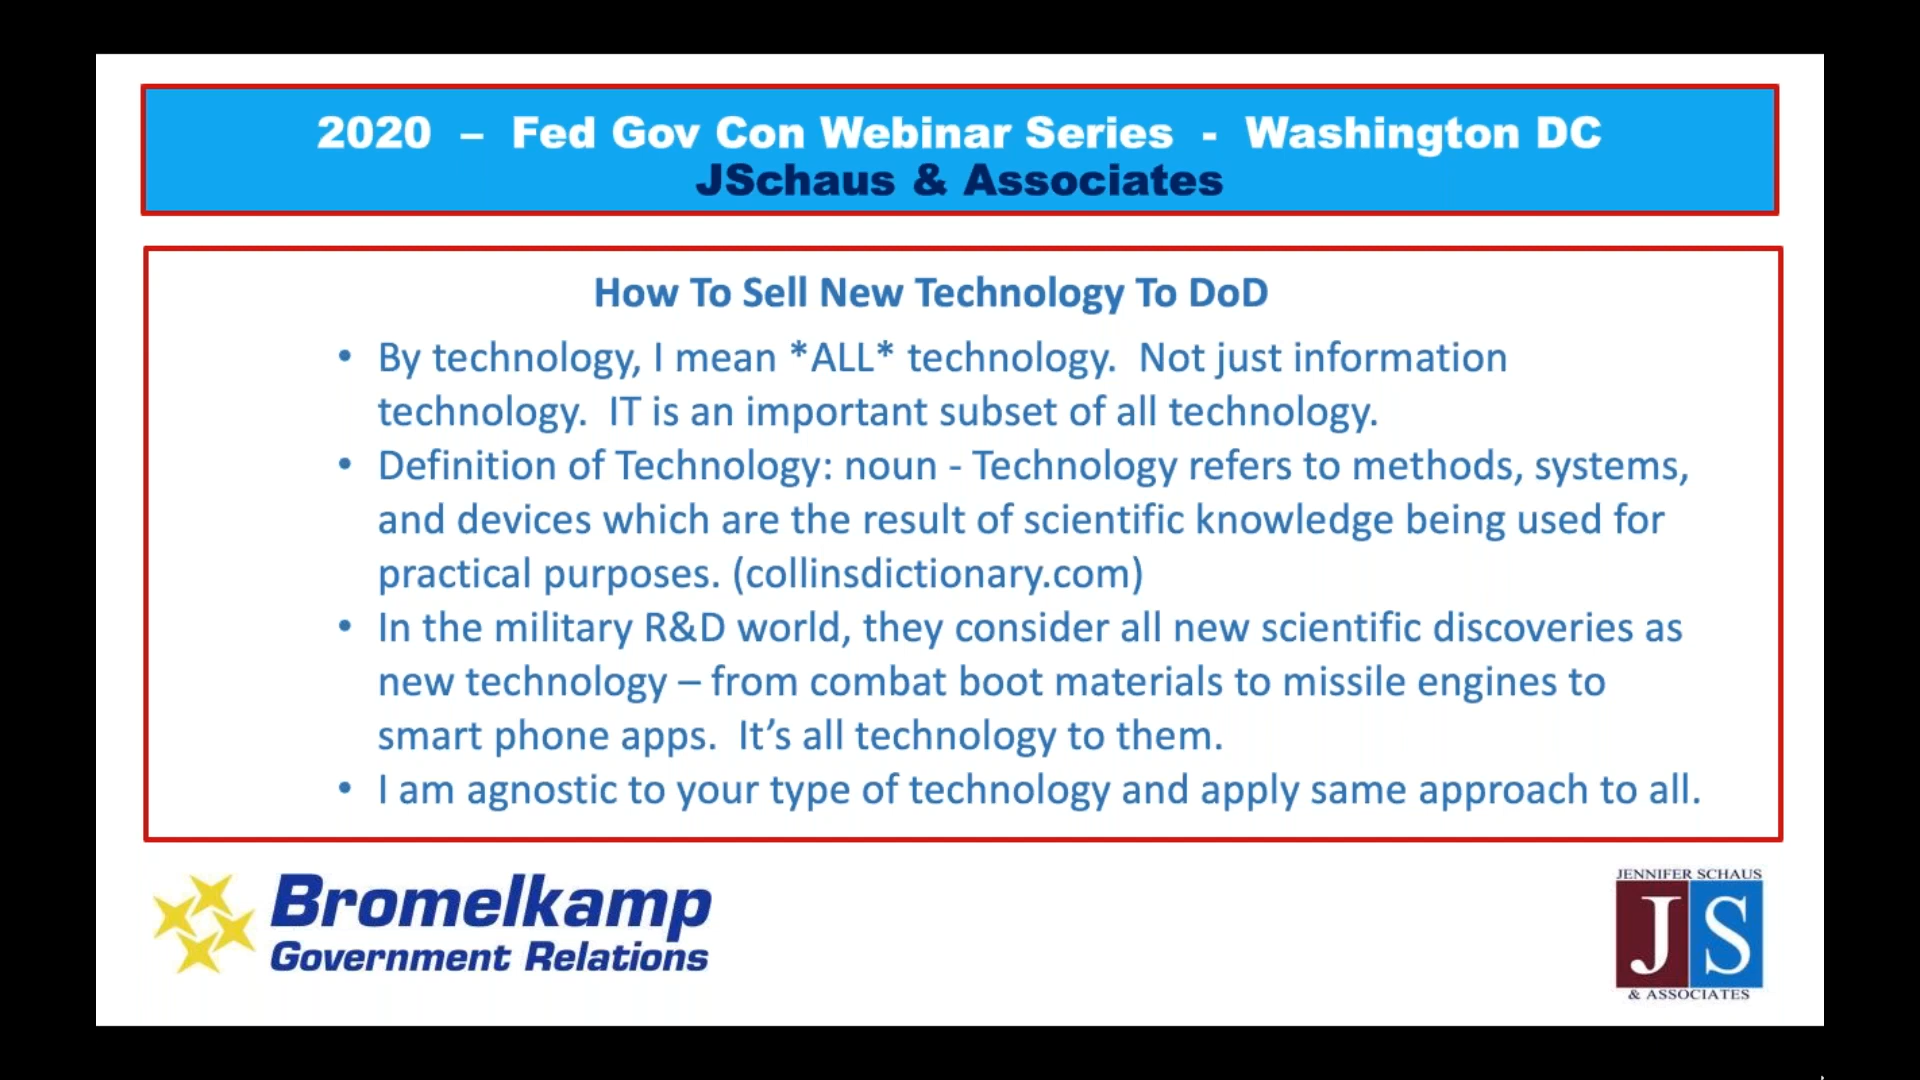 2020 – Fed Gov Con Webinar Series - Washington DC
JSchaus & Associates
How To Sell New Technology To DoD
• By technology, I mean *ALL* technology. Not just information
technology. IT is an important subset of all technology.
• Definition of Technology: noun - Technology refers to methods, systems,
and devices which are the result of scientific knowledge being used for
practical purposes. (collinsdictionary.com)
• In the military R&D world, they consider all new scientific discoveries as
new technology – from combat boot materials to missile engines to
smart phone apps. It’s all technology to them.
• I am agnostic to your type of technology and apply same approach to all.
Bromelkamp
Government Relations
JENNIFER SCHAUS
JS
& ASSOCIATES